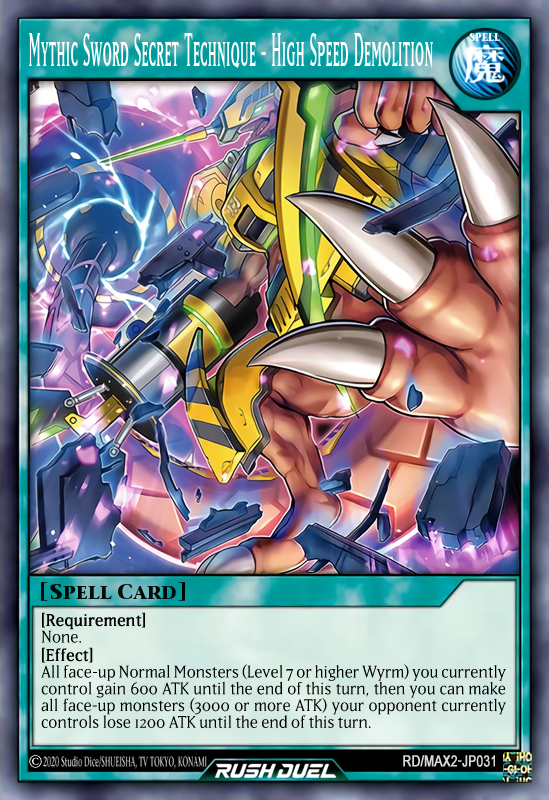 Mythic Sword Secret Technique - High Speed Demolition
SPELL
魔
[Spell Card]
[Requirement]
None.
[Effect]
All face-up Normal Monsters (Level 7 or higher Wyrm) you currently
control gain 600 ATK until the end of this turn, then you can make
all face-up monsters (3000 or more ATK) your opponent currently
controls lose 1200 ATK until the end of this turn.
©2020 Studio Dice/SHUEISHA, TV TOKYO, KONAMI
RUSH DUEL
RD/MAX2-JP031